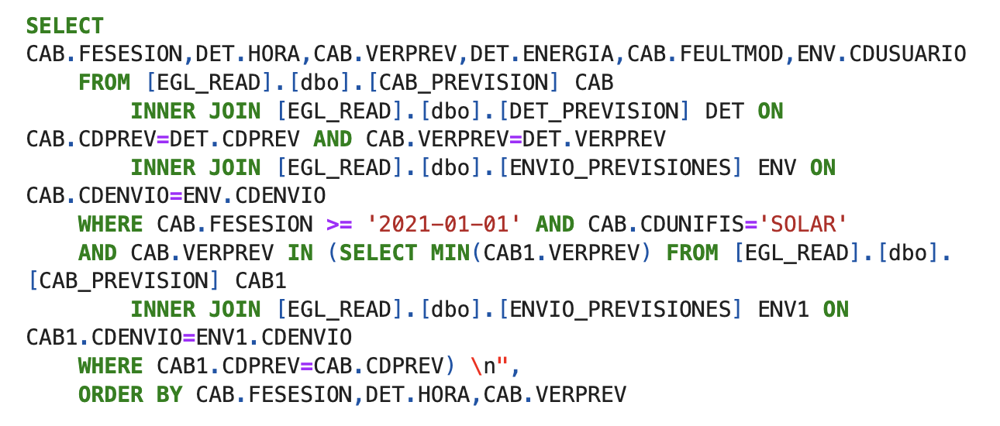 SELECT
CAB.FESESION,DET.HORA,CAB.VERPREV,DET.ENERGIA,CAB.FEULTMOD,ENV.CDUSUARIO
    FROM [EGL_READ].[dbo].[CAB_PREVISION] CAB
        INNER JOIN [EGL_READ].[dbo].[DET_PREVISION] DET ON
CAB.CDPREV=DET.CDPREV AND CAB.VERPREV=DET.VERPREV
        INNER JOIN [EGL_READ].[dbo].[ENVIO_PREVISIONES] ENV ON
CAB.CDENVIO=ENV.CDENVIO
    WHERE CAB.FESESION >= '2021-01-01' AND CAB.CDUNIFIS='SOLAR'
    AND CAB.VERPREV IN (SELECT MIN(CAB1.VERPREV) FROM [EGL_READ].[dbo].
[CAB_PREVISION] CAB1
        INNER JOIN [EGL_READ].[dbo].[ENVIO_PREVISIONES] ENV1 ON
CAB1.CDENVIO=ENV1.CDENVIO
    WHERE CAB1.CDPREV=CAB.CDPREV) \n",
    ORDER BY CAB.FESESION,DET.HORA,CAB.VERPREV